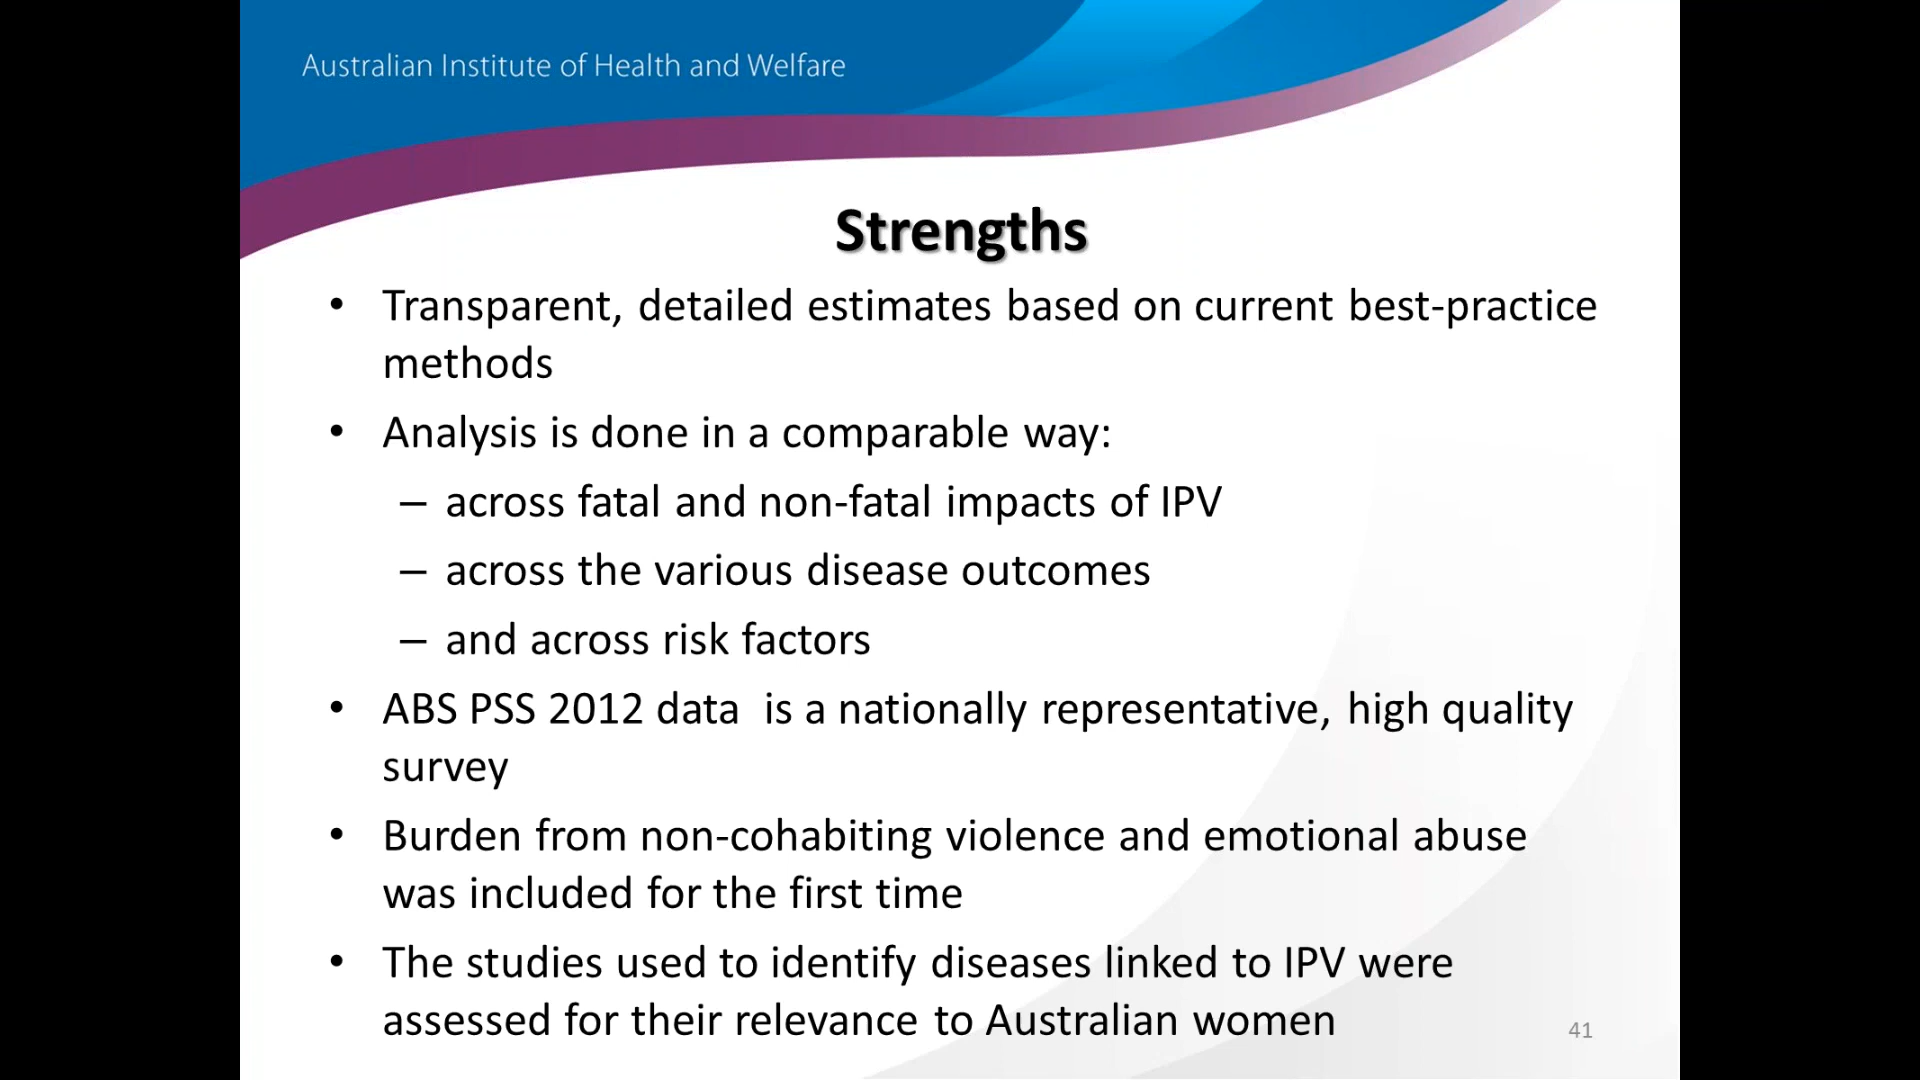 Australian Institute of Health and Welfare
Strengths
• Transparent, detailed estimates based on current best-practice
methods
• Analysis is done in a comparable way:
– across fatal and non-fatal impacts of IPV
– across the various disease outcomes
– and across risk factors
• ABS PSS 2012 data  is a nationally representative, high quality
survey
• Burden from non-cohabiting violence and emotional abuse
was included for the first time
• The studies used to identify diseases linked to IPV were
assessed for their relevance to Australian women
41